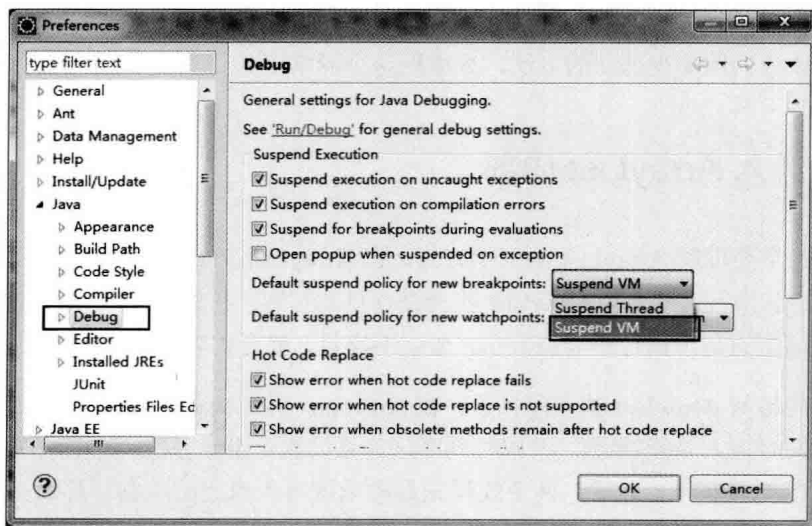 Preferences
type filter text
General
Ant
Data Management
Help
Install/Update
Java
Appearance
Build Path
Code Style
Compiler
Debug
Editor
Installed JREs
JUnit
Properties Files Ed
Java EE
Debug
General settings for Java Debugging.
See 'Run/Debug' for general debug settings.
Suspend Execution
Suspend execution on uncaught exceptions
Suspend execution on compilation errors
Suspend for breakpoints during evaluations
Open popup when suspended on exception
Default suspend policy for new breakpoints: Suspend VM
Default suspend policy for new watchpoints:
Suspend Thread
Suspend VM
Hot Code Replace
Show error when hot code replace fails
Show error when hot code replace is not supported
Show error when obsolete methods remain after hot code replace
OK
Cancel